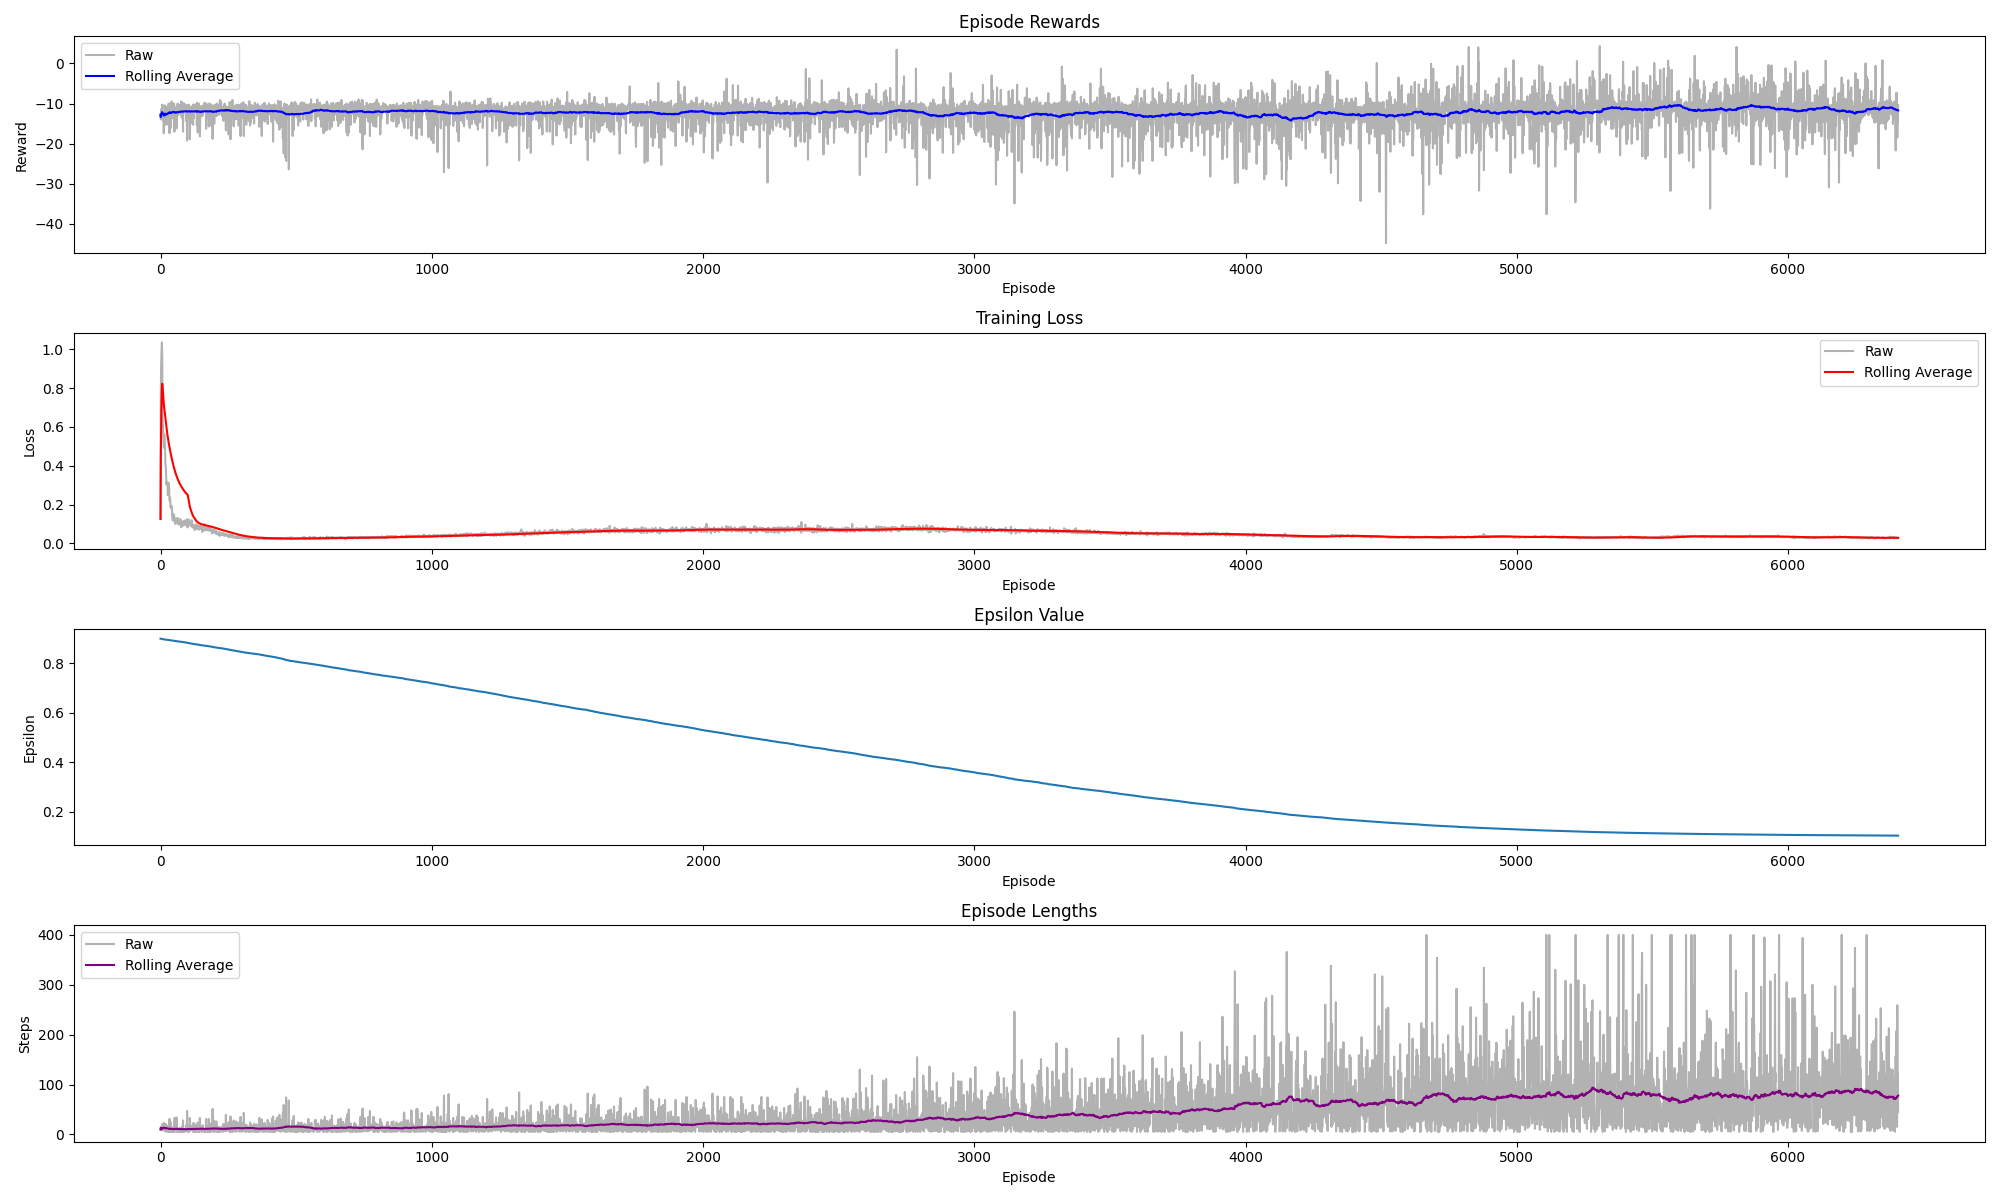 Episode Rewards
Raw
Rolling Average
Reward
0
−10
−20
−30
−40
0 1000 2000 3000 4000 5000 6000
Episode
Training Loss
Raw
Rolling Average
Loss
1.0
0.8
0.6
0.4
0.2
0.0
0 1000 2000 3000 4000 5000 6000
Episode
Epsilon Value
Epsilon
0.8
0.6
0.4
0.2
0 1000 2000 3000 4000 5000 6000
Episode
Episode Lengths
Raw
Rolling Average
Steps
400
300
200
100
0
0 1000 2000 3000 4000 5000 6000
Episode